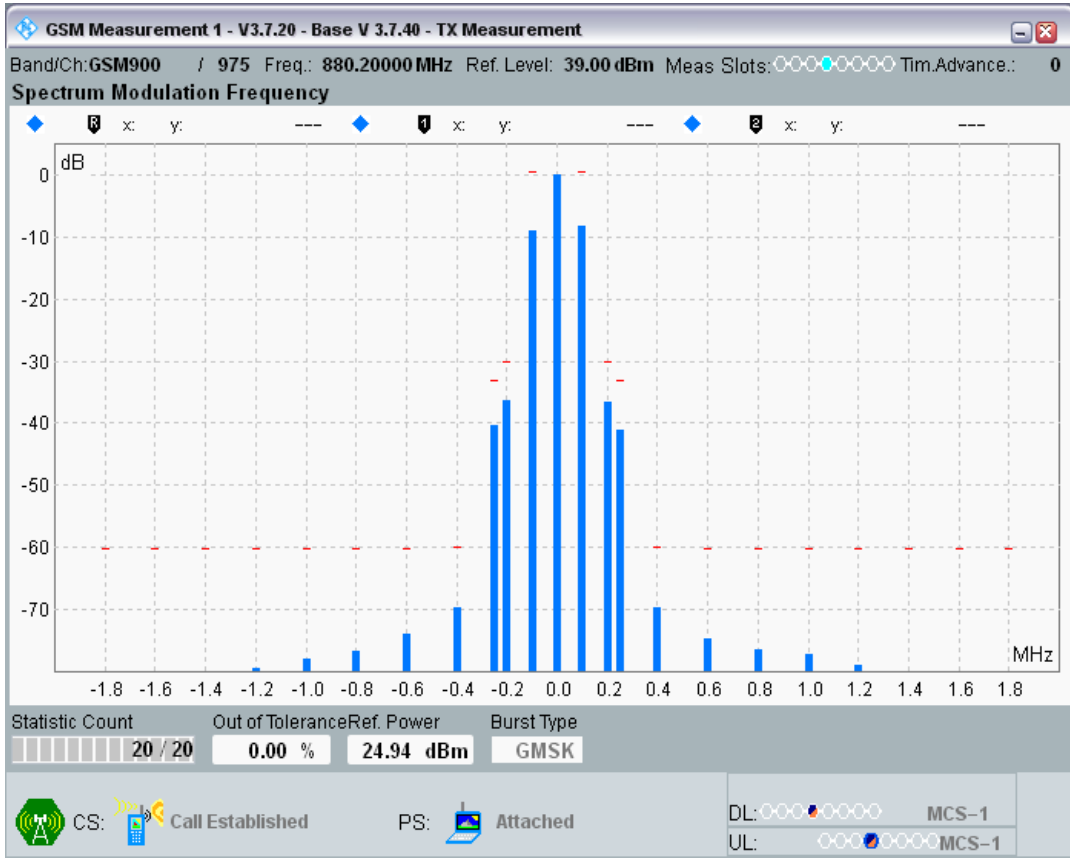 GSM Measurement 1 - V3.7.20 - Base V 3.7.40 - TX Measurement
Band/Ch:GSM900 / 975 Freq.: 880.20000 MHz Ref. Level: 39.00 dBm Meas Slots: Tim.Advance.: 0
Spectrum Modulation Frequency
R x: y: --- 1 x: y: --- 2 x: y: ---
dB
0
-10
-20
-30
-40
-50
-60
-70
MHz
-1.8 -1.6 -1.4 -1.2 -1.0 -0.8 -0.6 -0.4 -0.2 0.0 0.2 0.4 0.6 0.8 1.0 1.2 1.4 1.6 1.8
Statistic Count Out of Tolerance Ref. Power Burst Type
20 / 20 0.00 % 24.94 dBm GMSK
CS: Call Established PS: Attached
DL: MCS-1
UL: MCS-1